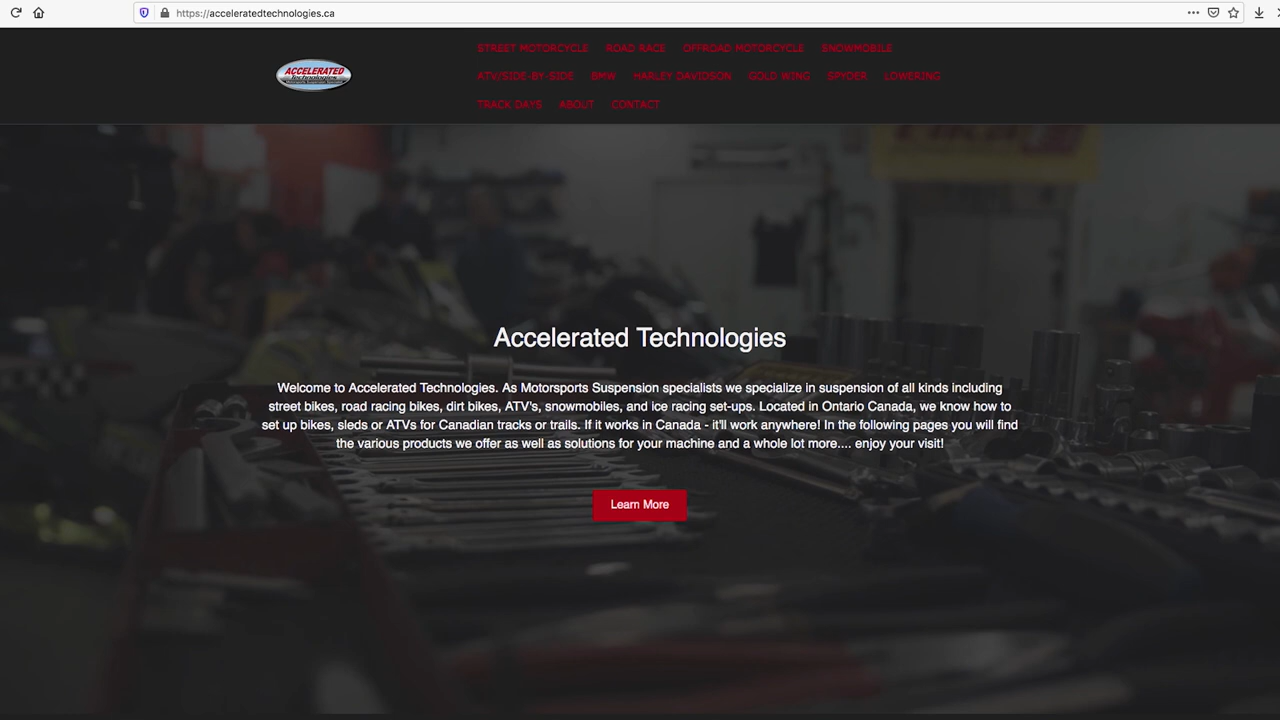 https://acceleratedtechnologies.ca
STREET MOTORCYCLE ROAD RACE OFFROAD MOTORCYCLE SNOWMOBILE
ACCELERATED
Technologies
ATV/SIDE-BY-SIDE BMW HARLEY DAVIDSON GOLD WING SPYDER LOWERING
TRACK DAYS ABOUT CONTACT
Accelerated Technologies
Welcome to Accelerated Technologies. As Motorsports Suspension specialists we specialize in suspension of all kinds including
street bikes, road racing bikes, dirt bikes, ATV's, snowmobiles, and ice racing set-ups. Located in Ontario Canada, we know how to
set up bikes, sleds or ATVs for Canadian tracks or trails. If it works in Canada - it'll work anywhere! In the following pages you will find
the various products we offer as well as solutions for your machine and a whole lot more.... enjoy your visit!
Learn More